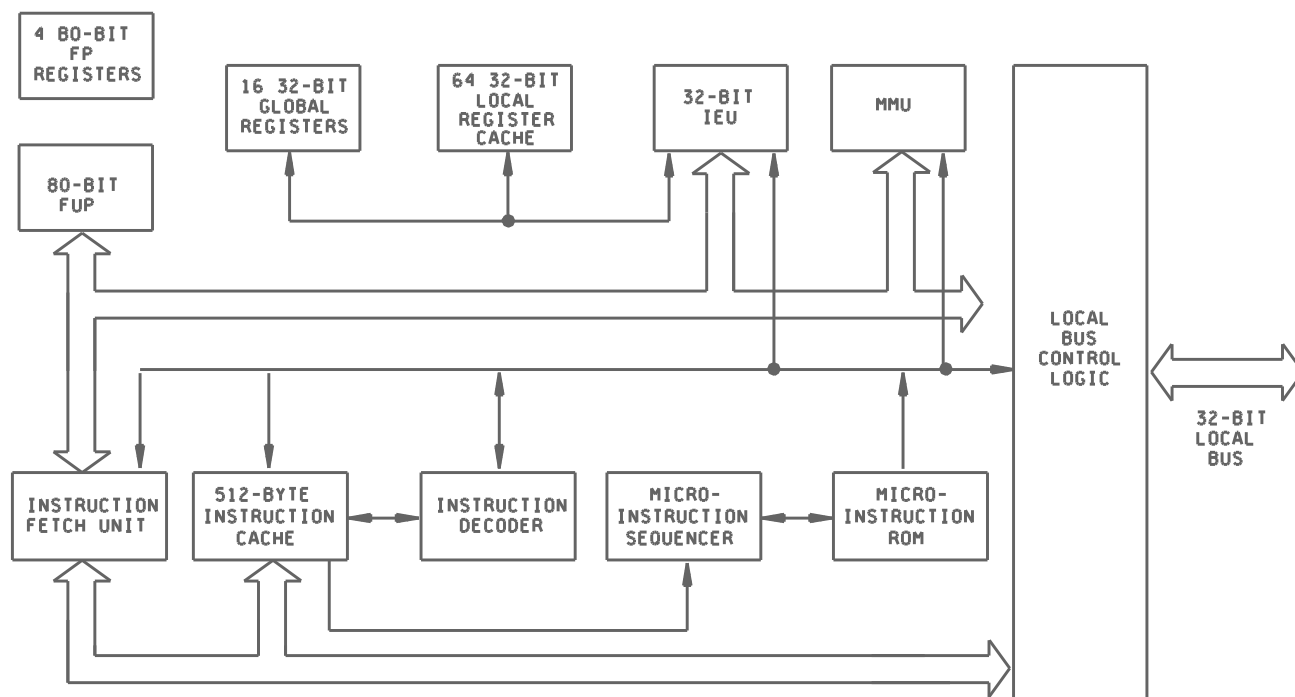 4 80-BIT
FP
REGISTERS
16 32-BIT
GLOBAL
REGISTERS
64 32-BIT
LOCAL
REGISTER
CACHE
32-BIT
IEU
MMU
80-BIT
FUP
LOCAL
BUS
CONTROL
LOGIC
32-BIT
LOCAL
BUS
INSTRUCTION
FETCH UNIT
512-BYTE
INSTRUCTION
CACHE
INSTRUCTION
DECODER
MICRO-
INSTRUCTION
SEQUENCER
MICRO-
INSTRUCTION
ROM